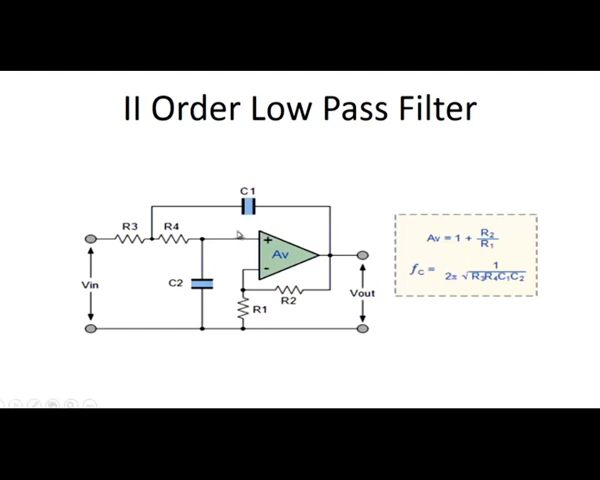 II Order Low Pass Filter
C1
R3 R4
+
Av
-
C2
R1
R2
Vin
Vout
Av = 1 + R2/R1
fC = 1/2π √R3R4C1C2